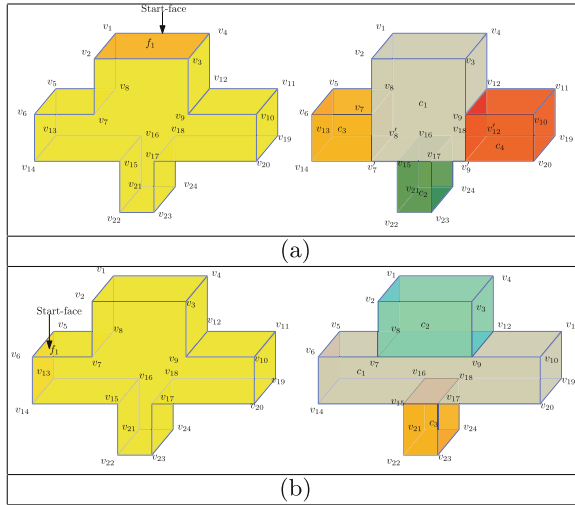 Start-face
v1 v4 v1 v4
v2 f1 v3 v2 v3
v5 v8 v12 v11 v5 v8 v12 v11
v6 v7 v9 v10 v6 v7 c1 v9 v10
v13 v16 v18 v19 v13 c3 v'8 v16 v18 v'12 v19
v14 v15 v17 v20 v14 v'7 v15 v17 v'9 c4 v20
v21 v24 v21 c2 v24
v22 v23 v22 v23
(a)
v1 v4 v1 v4
v2 v3 v2 v3
Start-face
v5 v8 v12 v11 v5 v8 c2 v12 v11
v6 f1 v7 v9 v10 v6 v7 v9 v10
v13 v16 v18 v19 c1 v16 v18 v19
v14 v15 v17 v20 v14 v15 v17 v20
v21 v24 v21 c3 v24
v22 v23 v22 v23
(b)